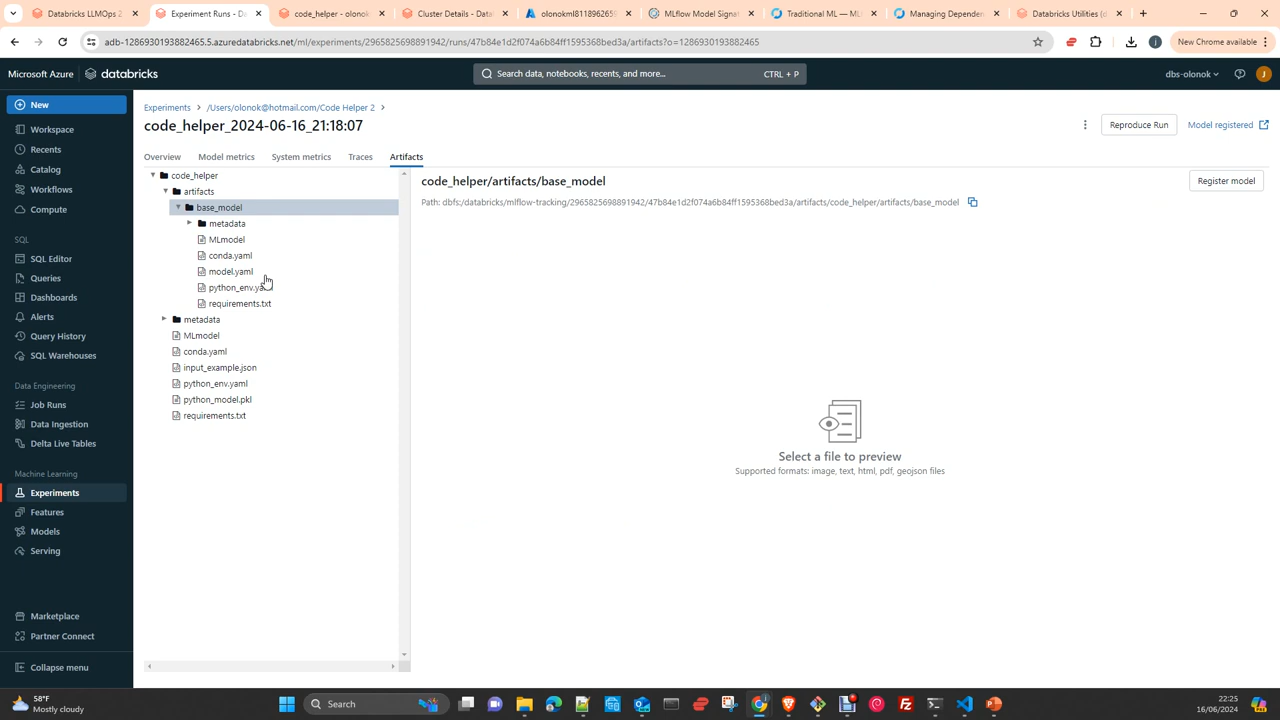 Databricks LLMOps 2
Experiment Runs - D
code_helper - olonok
Cluster Details - Data
olonokml8118962659
MLflow Model Signat
Traditional ML — ML
Managing Dependen
Databricks Utilities (d
adb-1286930193882465.5.azuredatabricks.net/ml/experiments/2965825698891942/runs/47b84e1d2f074a6b84ff1595368bed3a/artifacts?o=1286930193882465
New Chrome available
Microsoft Azure
databricks
Search data, notebooks, recents, and more...
CTRL + P
dbs-olonok
J
New
Workspace
Recents
Catalog
Workflows
Compute
SQL
SQL Editor
Queries
Dashboards
Alerts
Query History
SQL Warehouses
Data Engineering
Job Runs
Data Ingestion
Delta Live Tables
Machine Learning
Experiments
Features
Models
Serving
Marketplace
Partner Connect
Collapse menu
Experiments > /Users/olonok@hotmail.com/Code Helper 2 >
code_helper_2024-06-16_21:18:07
Reproduce Run
Model registered
Overview
Model metrics
System metrics
Traces
Artifacts
code_helper
artifacts
base_model
metadata
MLmodel
conda.yaml
model.yaml
python_env.yaml
requirements.txt
metadata
MLmodel
conda.yaml
input_example.json
python_env.yaml
python_model.pkl
requirements.txt
code_helper/artifacts/base_model
Register model
Path: dbfs:/databricks/mlflow-tracking/2965825698891942/47b84e1d2f074a6b84ff1595368bed3a/artifacts/code_helper/artifacts/base_model
Select a file to preview
Supported formats: image, text, html, pdf, geojson files
58°F
Mostly cloudy
Search
22:25
16/06/2024